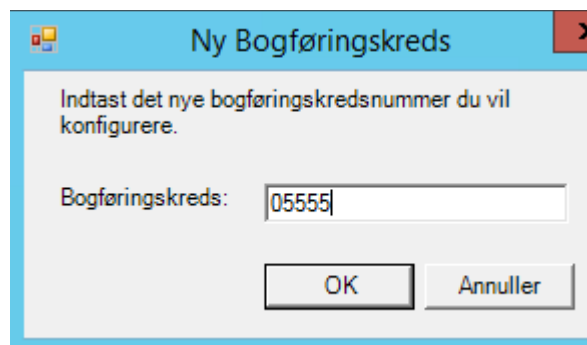 Ny Bogføringskreds
Indtast det nye bogføringskredsnummer du vil
konfigurere.
Bogføringskreds: 05555
OK Annuller